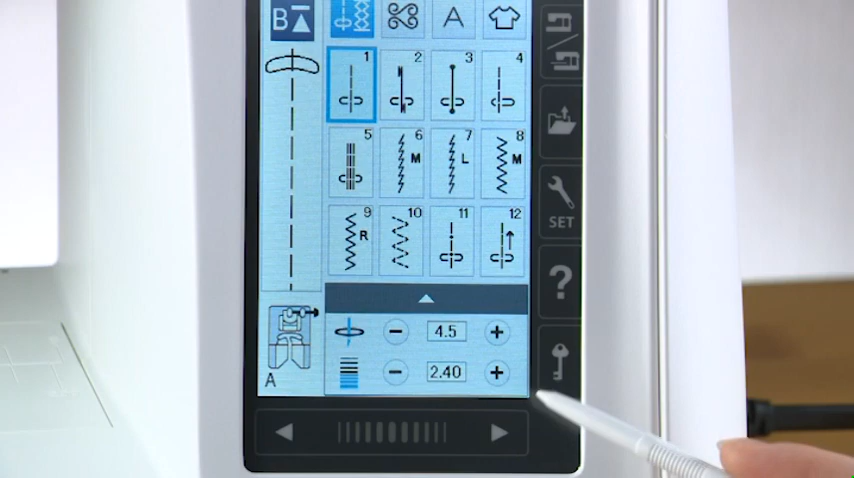 B
A
1 2 3 4
5 6 M 7 L 8 M
9 R 10 11 12
SET
?
− 4.5 +
− 2.40 +
A